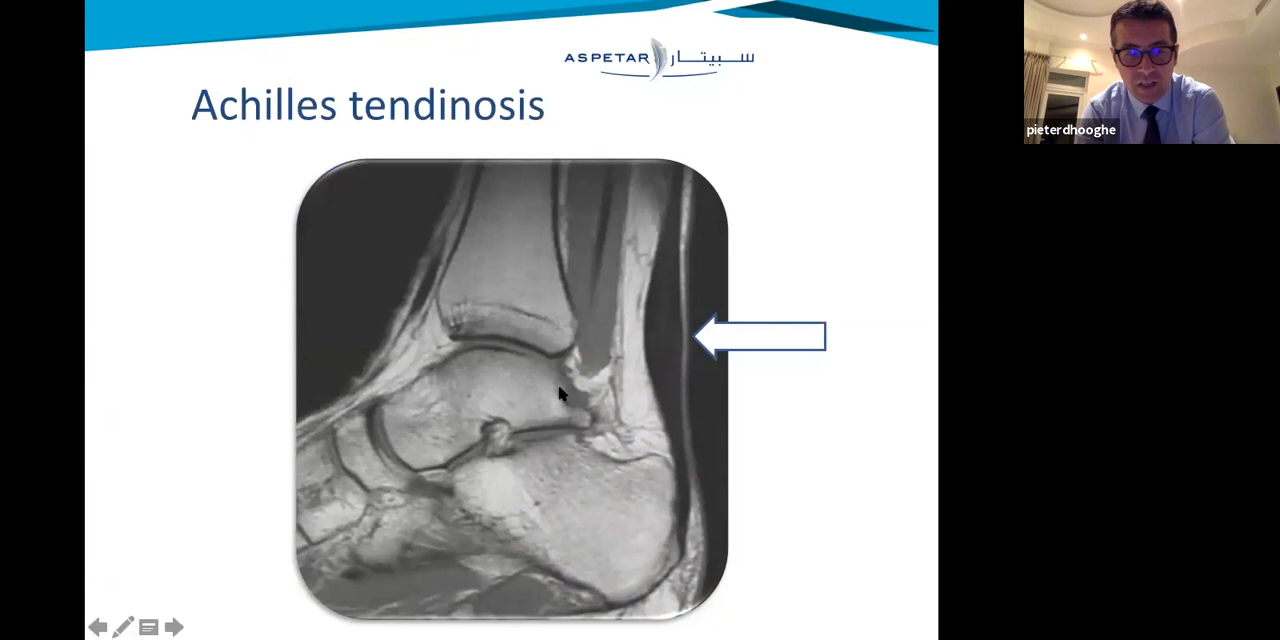 ASPETAR سبيتار
Achilles tendinosis
pieterdhooghe